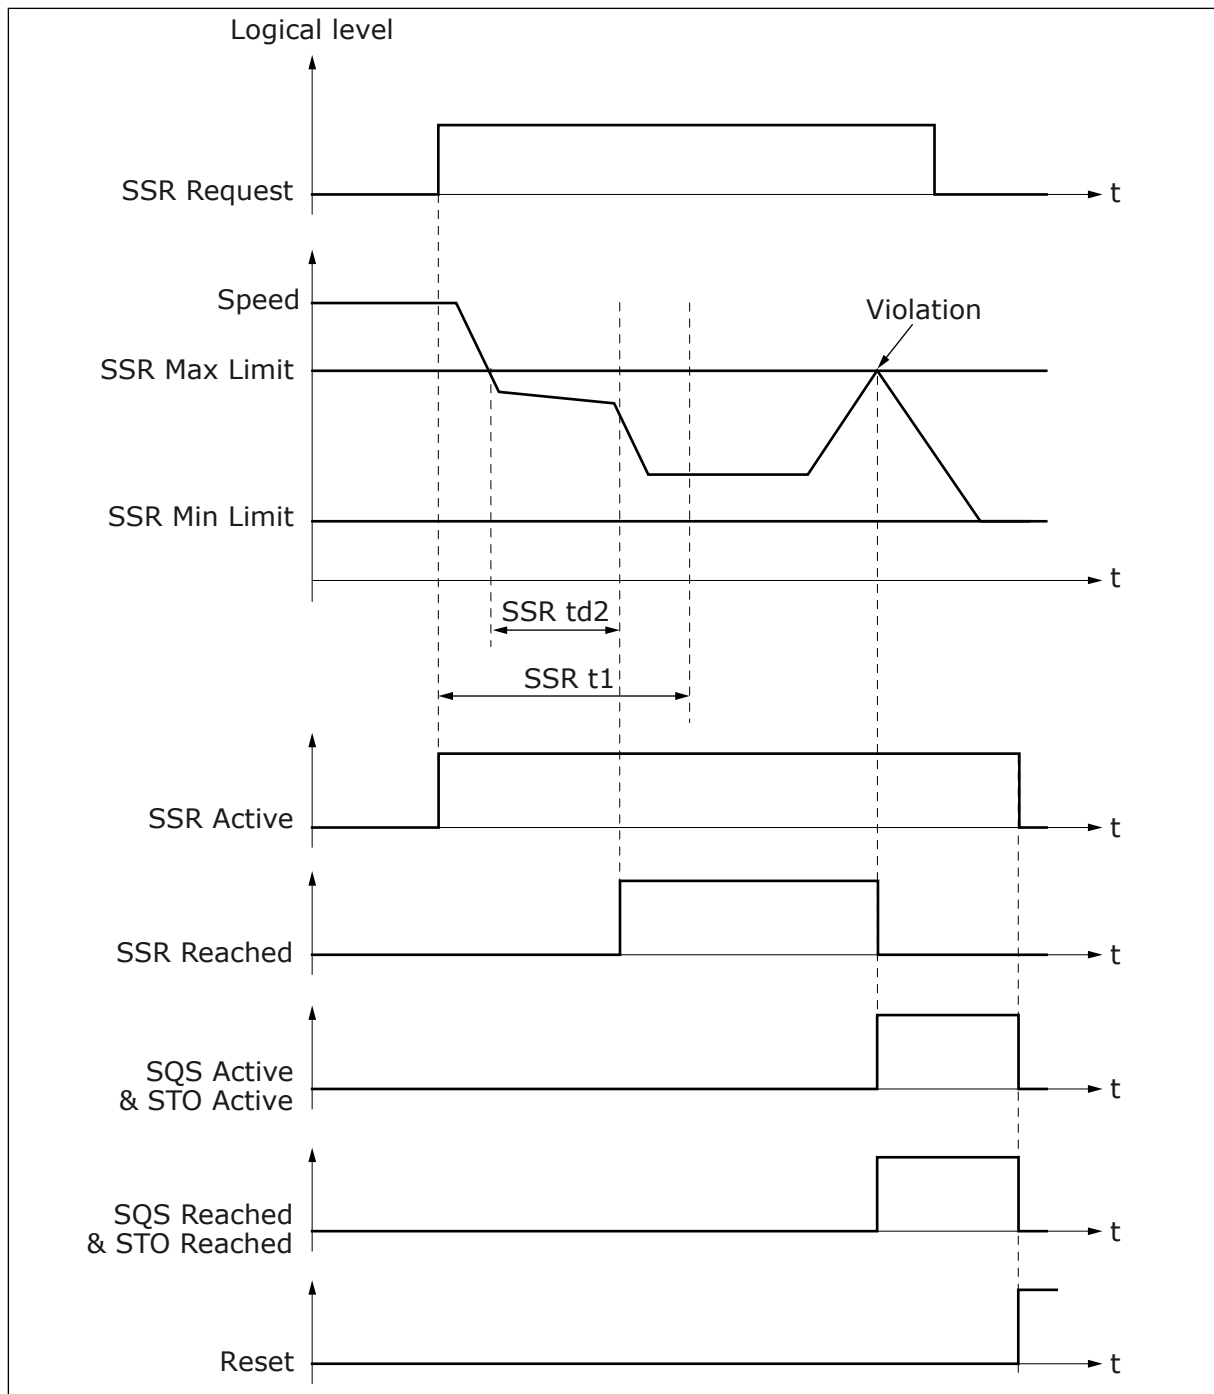 Logical level
SSR Request
t
Speed
Violation
SSR Max Limit
SSR Min Limit
t
SSR td2
SSR t1
SSR Active
t
SSR Reached
t
SQS Active
& STO Active
t
SQS Reached
& STO Reached
t
Reset
t